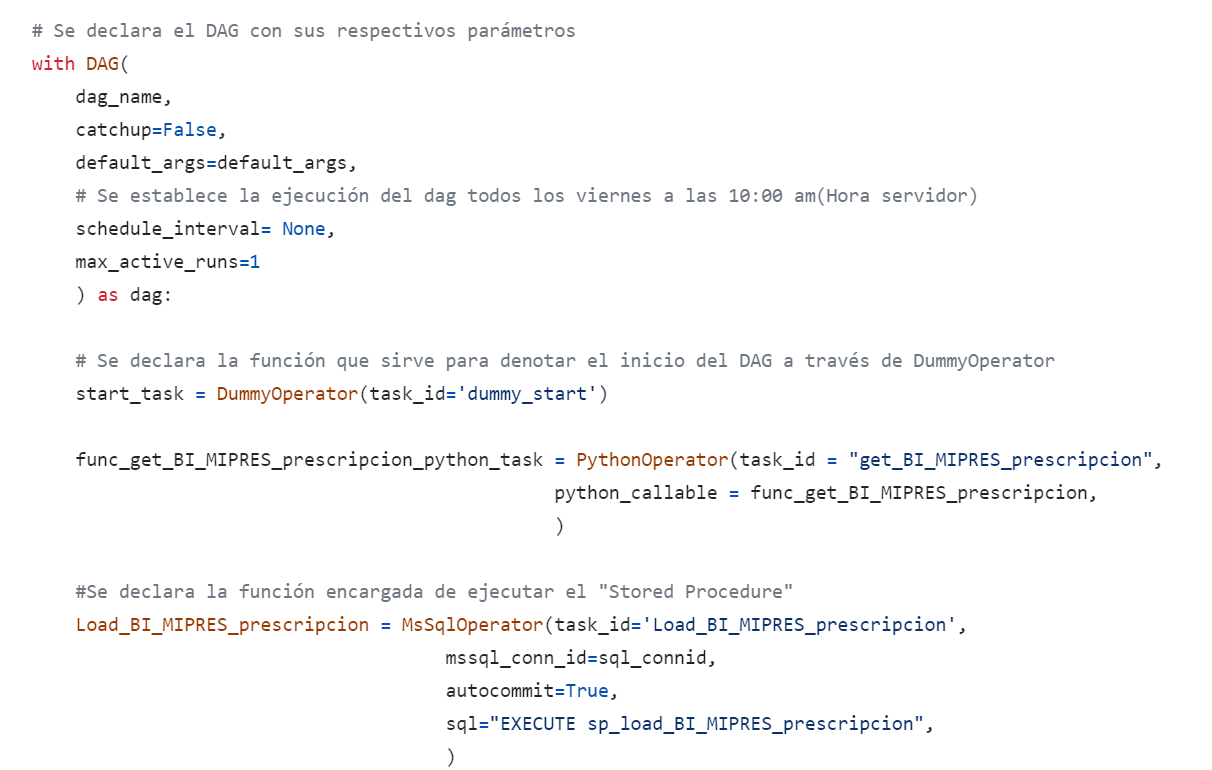 # Se declara el DAG con sus respectivos parámetros
with DAG(
    dag_name,
    catchup=False,
    default_args=default_args,
    # Se establece la ejecución del dag todos los viernes a las 10:00 am(Hora servidor)
    schedule_interval= None,
    max_active_runs=1
    ) as dag:
    # Se declara la función que sirve para denotar el inicio del DAG a través de DummyOperator
    start_task = DummyOperator(task_id='dummy_start')
    func_get_BI_MIPRES_prescripcion_python_task = PythonOperator(task_id = "get_BI_MIPRES_prescripcion",
                                                python_callable = func_get_BI_MIPRES_prescripcion,
                                                )
    #Se declara la función encargada de ejecutar el "Stored Procedure"
    Load_BI_MIPRES_prescripcion = MsSqlOperator(task_id='Load_BI_MIPRES_prescripcion',
                                      mssql_conn_id=sql_connid,
                                      autocommit=True,
                                      sql="EXECUTE sp_load_BI_MIPRES_prescripcion",
                                      )